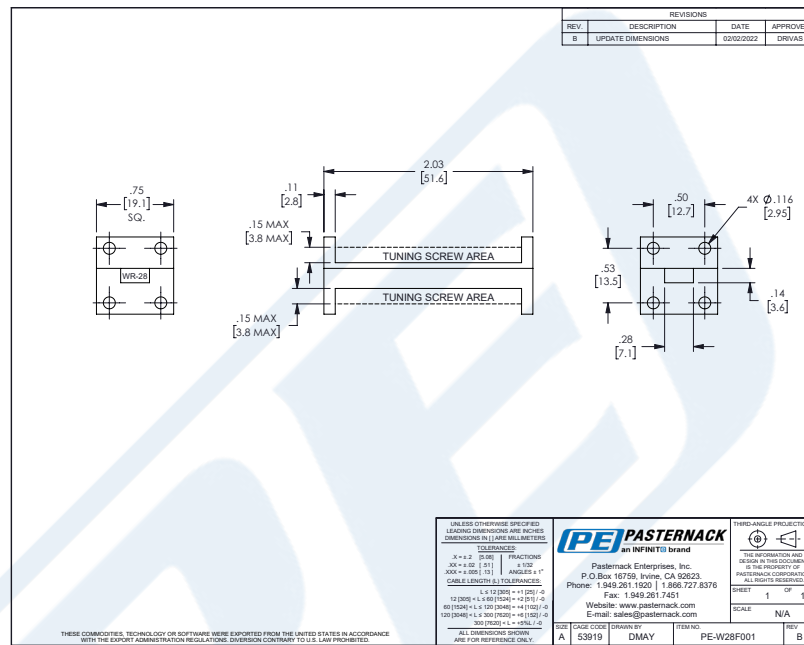 REVISIONS
REV. DESCRIPTION DATE APPROVE
B UPDATE DIMENSIONS 02/02/2022 DRIVAS
2.03
[51.6]
.75
[19.1]
SQ.
.11
[2.8]
.50
[12.7]
4X Ø.116
[2.95]
.15 MAX
[3.8 MAX]
TUNING SCREW AREA
WR-28
.53
[13.5]
TUNING SCREW AREA
.14
[3.6]
.15 MAX
[3.8 MAX]
.28
[7.1]
UNLESS OTHERWISE SPECIFIED
LEADING DIMENSIONS ARE INCHES
DIMENSIONS IN [ ] ARE MILLIMETERS
TOLERANCES:
.X = ±.2 [5.08] FRACTIONS
.XX = ±.02 [.51] ± 1/32
.XXX = ±.005 [.13] ANGLES ± 1°
CABLE LENGTH (L) TOLERANCES:
L ≤ 12 [305] = +1 [25] / -0
12 [305] < L ≤ 60 [1524] = +2 [51] / -0
60 [1524] < L ≤ 120 [3048] = +4 [102] / -0
120 [3048] < L ≤ 300 [7620] = +6 [152] / -0
300 [7620] < L = +5%L / -0
ALL DIMENSIONS SHOWN
ARE FOR REFERENCE ONLY.
PE PASTERNACK
an INFINIT® brand
Pasternack Enterprises, Inc.
P.O.Box 16759, Irvine, CA 92623.
Phone: 1.949.261.1920 | 1.866.727.8376
Fax: 1.949.261.7451
Website: www.pasternack.com
E-mail: sales@pasternack.com
THIRD-ANGLE PROJECTIO
THE INFORMATION AND
DESIGN IN THIS DOCUMEN
IS THE PROPERTY OF
PASTERNACK CORPORATIO
ALL RIGHTS RESERVED.
SHEET 1 OF 1
SCALE N/A
SIZE A
CAGE CODE 53919
DRAWN BY DMAY
ITEM NO. PE-W28F001
REV B
THESE COMMODITIES, TECHNOLOGY OR SOFTWARE WERE EXPORTED FROM THE UNITED STATES IN ACCORDANCE
WITH THE EXPORT ADMINISTRATION REGULATIONS. DIVERSION CONTRARY TO U.S. LAW PROHIBITED.